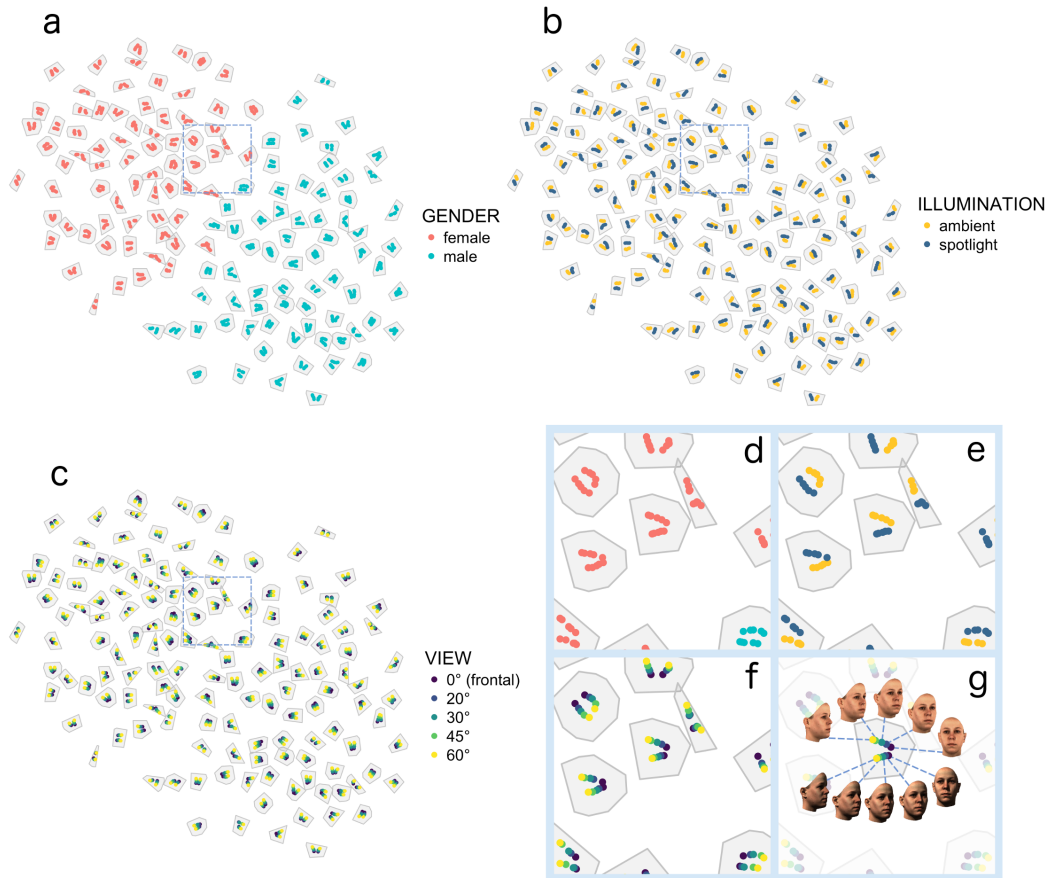 a
b
GENDER
female
male
ILLUMINATION
ambient
spotlight
c
VIEW
0° (frontal)
20°
30°
45°
60°
d
e
f
g